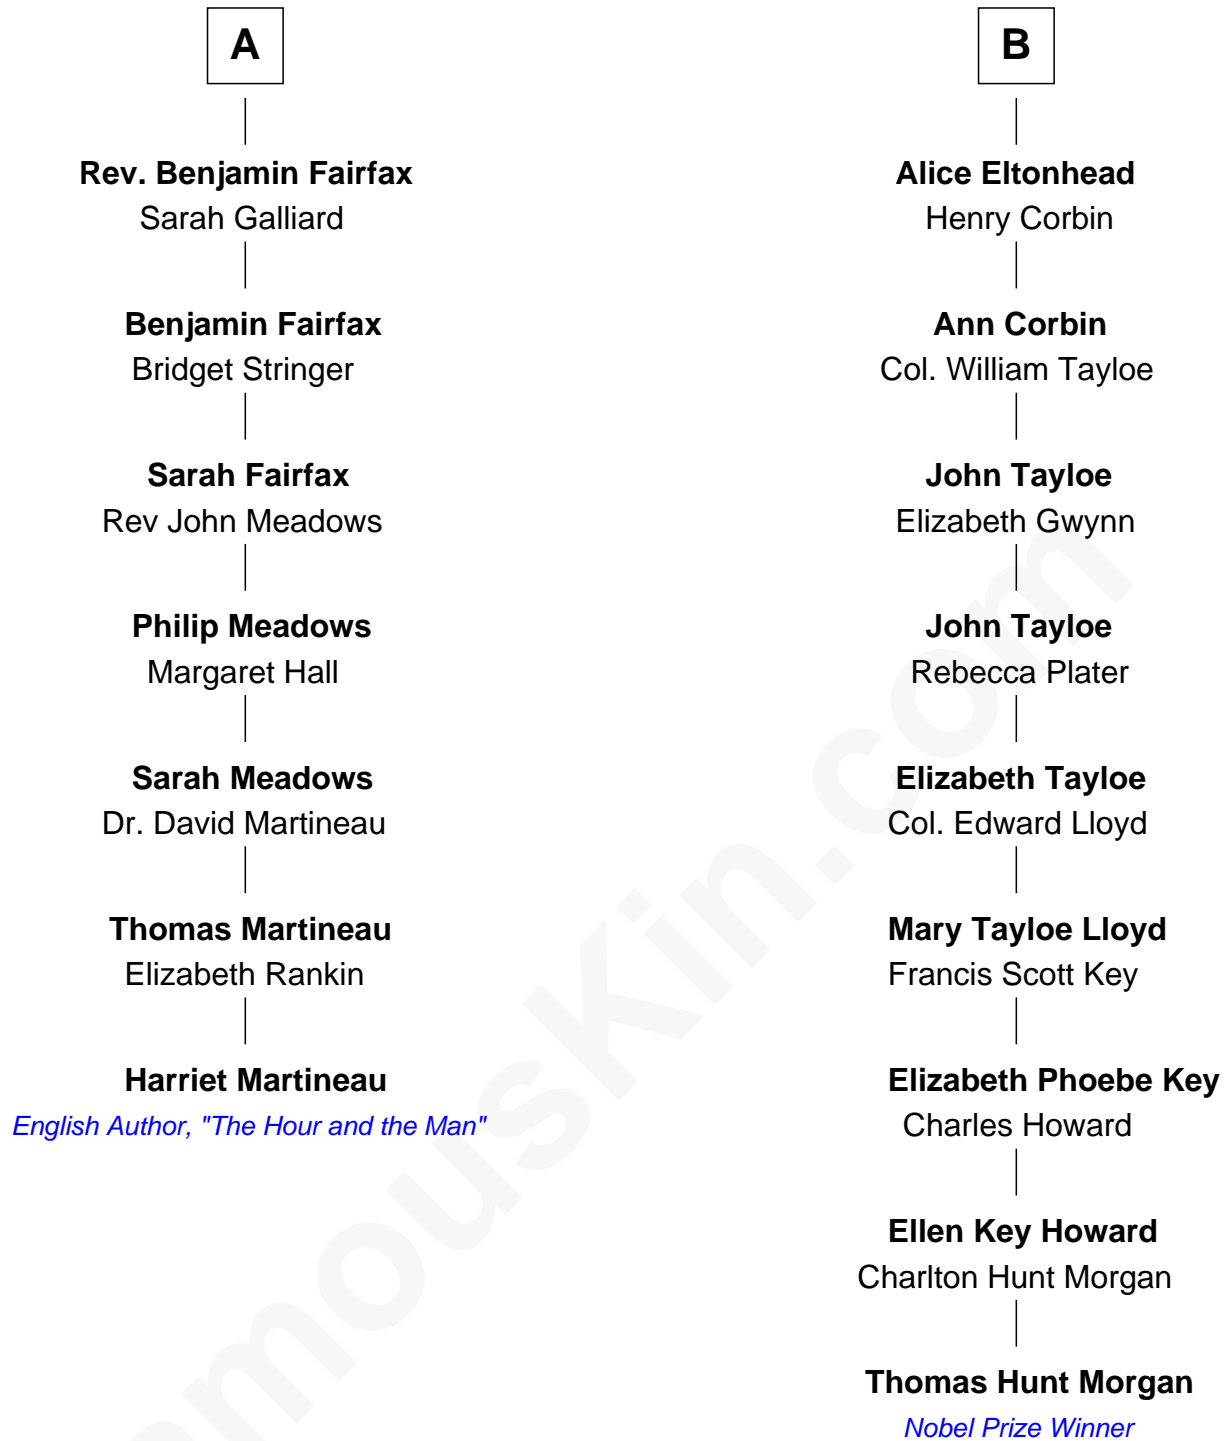 A
Rev. Benjamin Fairfax
Sarah Galliard
Benjamin Fairfax
Bridget Stringer
Sarah Fairfax
Rev John Meadows
Philip Meadows
Margaret Hall
Sarah Meadows
Dr. David Martineau
Thomas Martineau
Elizabeth Rankin
Harriet Martineau
English Author, "The Hour and the Man"
B
Alice Eltonhead
Henry Corbin
Ann Corbin
Col. William Tayloe
John Tayloe
Elizabeth Gwynn
John Tayloe
Rebecca Plater
Elizabeth Tayloe
Col. Edward Lloyd
Mary Tayloe Lloyd
Francis Scott Key
Elizabeth Phoebe Key
Charles Howard
Ellen Key Howard
Charlton Hunt Morgan
Thomas Hunt Morgan
Nobel Prize Winner
mousKin.com